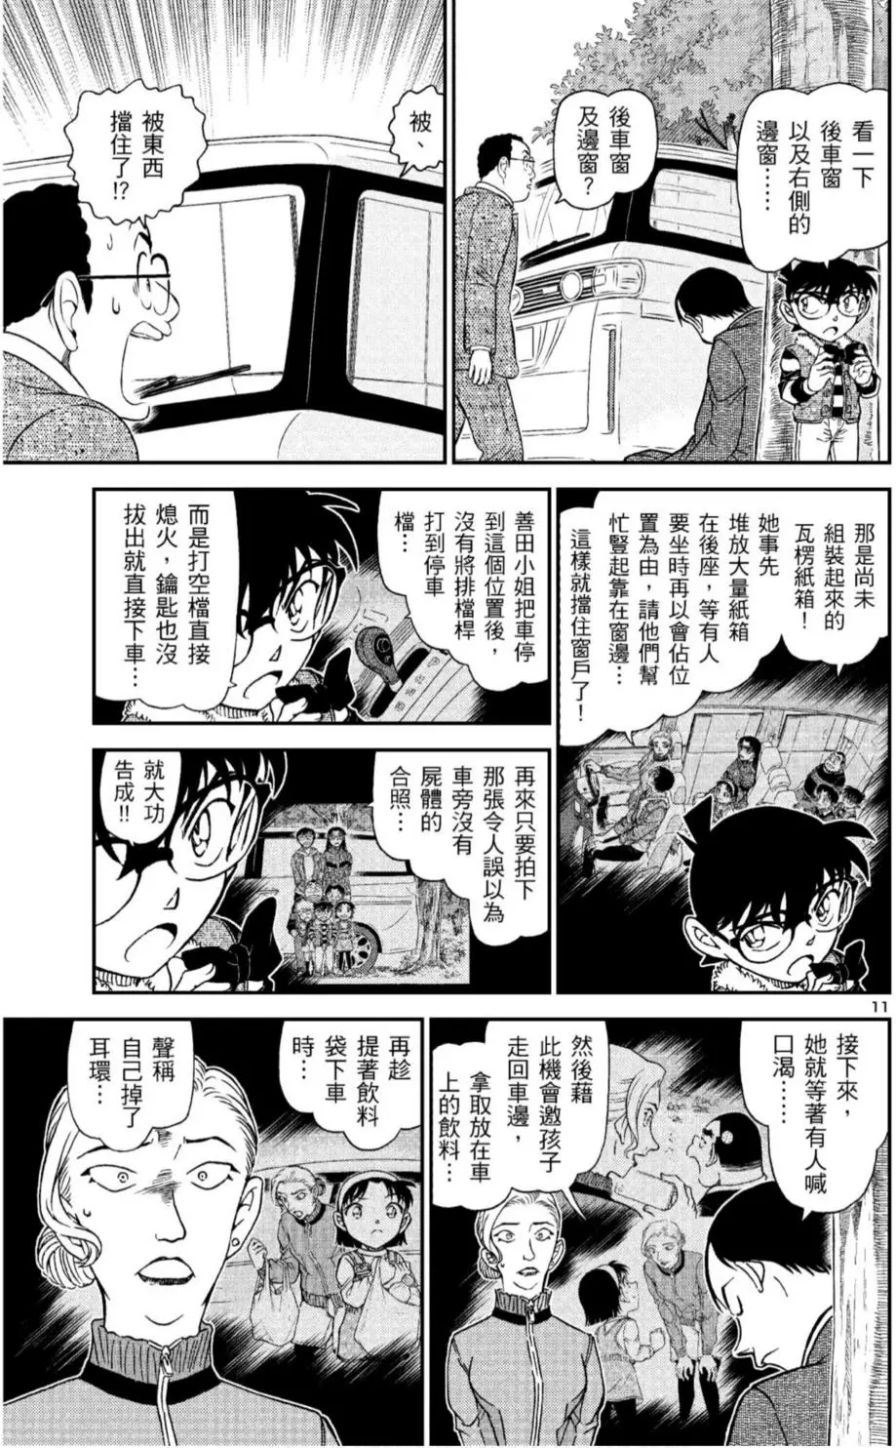 看一下
後車窗
以及右側的
邊窗……
後車窗
及邊窗？
被、
被東西
擋住了!?
那是尚未
組裝起來的
瓦楞紙箱！
她事先
堆放大量紙箱
在後座，等有人
要坐時再以會佔位
置為由，請他們幫
忙豎起靠在窗邊…
這樣就擋住窗戶了！
善田小姐把車停
到這個位置後，
沒有將排檔桿
打到停車
檔…
而是打空檔直接
熄火，鑰匙也沒
拔出就直接下車…
再來只要拍下
那張令人誤以為
車旁沒有
屍體的
合照…
就大功
告成!!
11
接下來，
她就等著有人喊
口渴……
然後藉
此機會邀孩子
走回車邊，
拿取放在車
上的飲料…
再趁
提著飲料
袋下車
時…
聲稱
自己掉了
耳環…